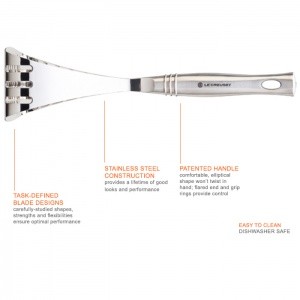 LE CREUSET
STAINLESS STEEL
CONSTRUCTION
provides a lifetime of good
looks and performance
PATENTED HANDLE
comfortable, elliptical
shape won't twist in
hand; flared end and grip
rings provide control
TASK-DEFINED
BLADE DESIGNS
carefully-studied shapes,
strengths and flexibilities
ensure optimal performance
EASY TO CLEAN
DISHWASHER SAFE